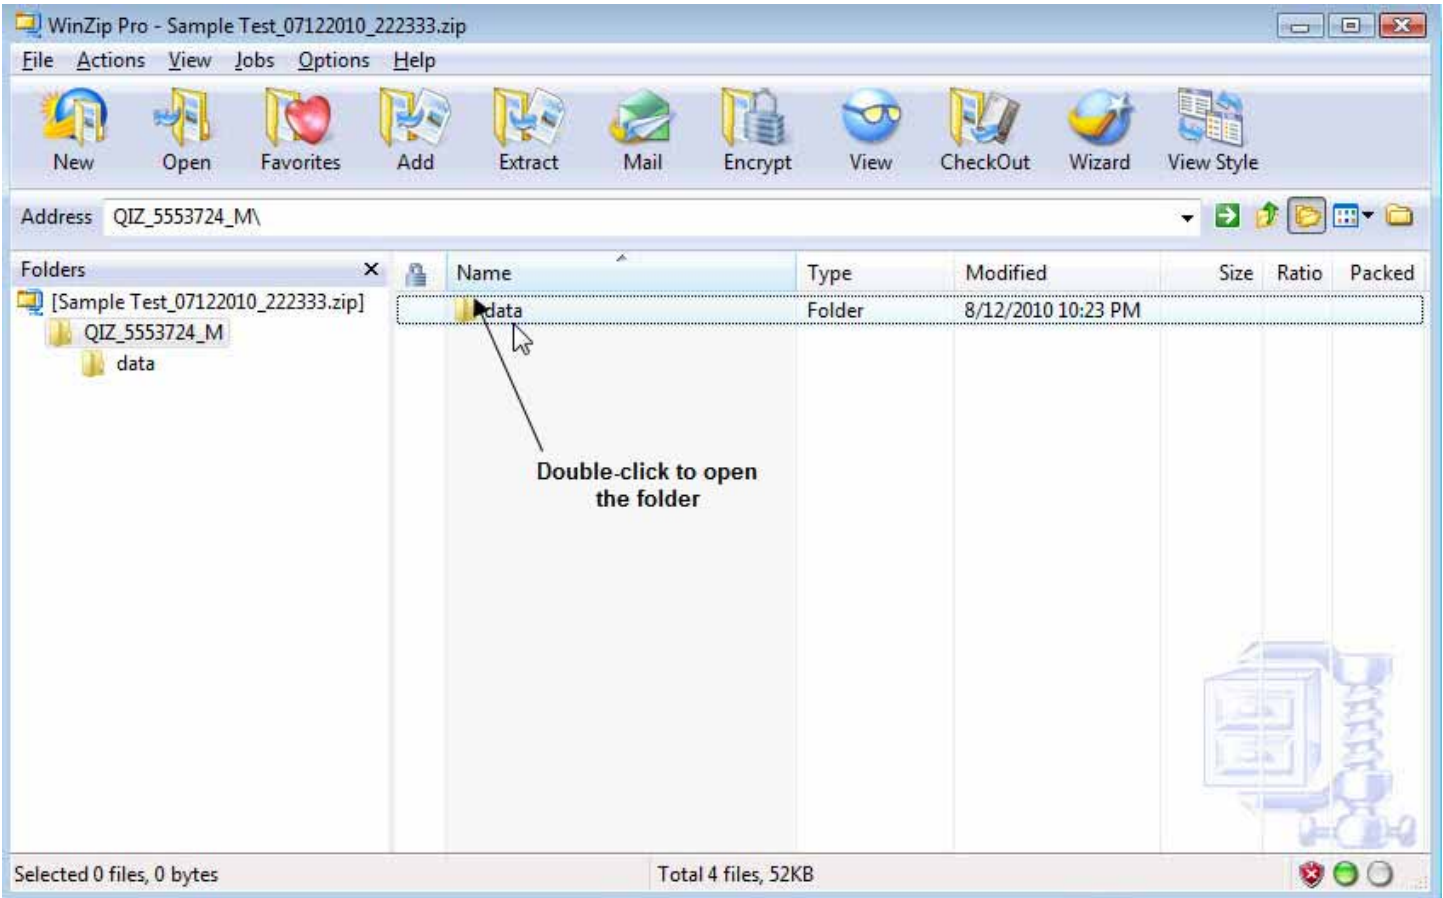 WinZip Pro - Sample Test_07122010_222333.zip
File Actions View Jobs Options Help
New Open Favorites Add Extract Mail Encrypt View CheckOut Wizard View Style
Address QIZ_5553724_M\
Folders
Name Type Modified Size Ratio Packed
[Sample Test_07122010_222333.zip]
data Folder 8/12/2010 10:23 PM
QIZ_5553724_M
data
Double-click to open
the folder
Selected 0 files, 0 bytes Total 4 files, 52KB